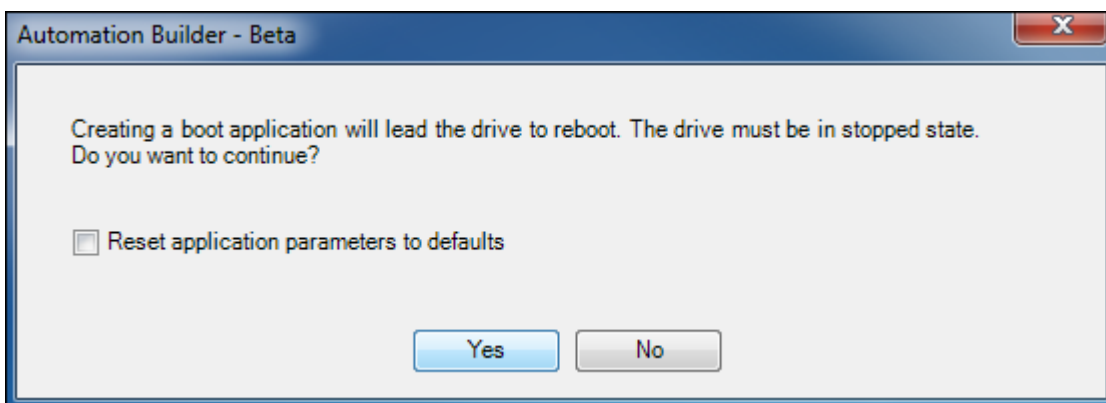 Automation Builder - Beta
Creating a boot application will lead the drive to reboot. The drive must be in stopped state.
Do you want to continue?
Reset application parameters to defaults
Yes
No